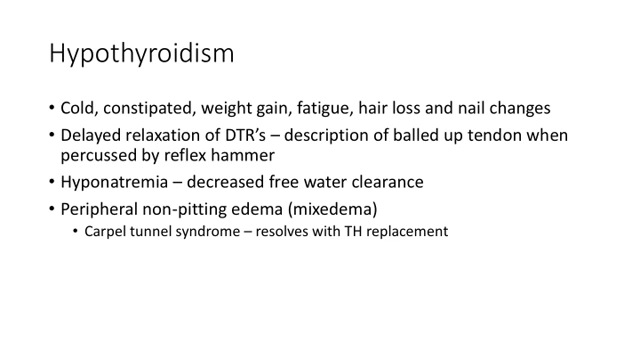 Hypothyroidism
• Cold, constipated, weight gain, fatigue, hair loss and nail changes
• Delayed relaxation of DTR's – description of balled up tendon when
percussed by reflex hammer
• Hyponatremia – decreased free water clearance
• Peripheral non-pitting edema (mixedema)
• Carpel tunnel syndrome – resolves with TH replacement